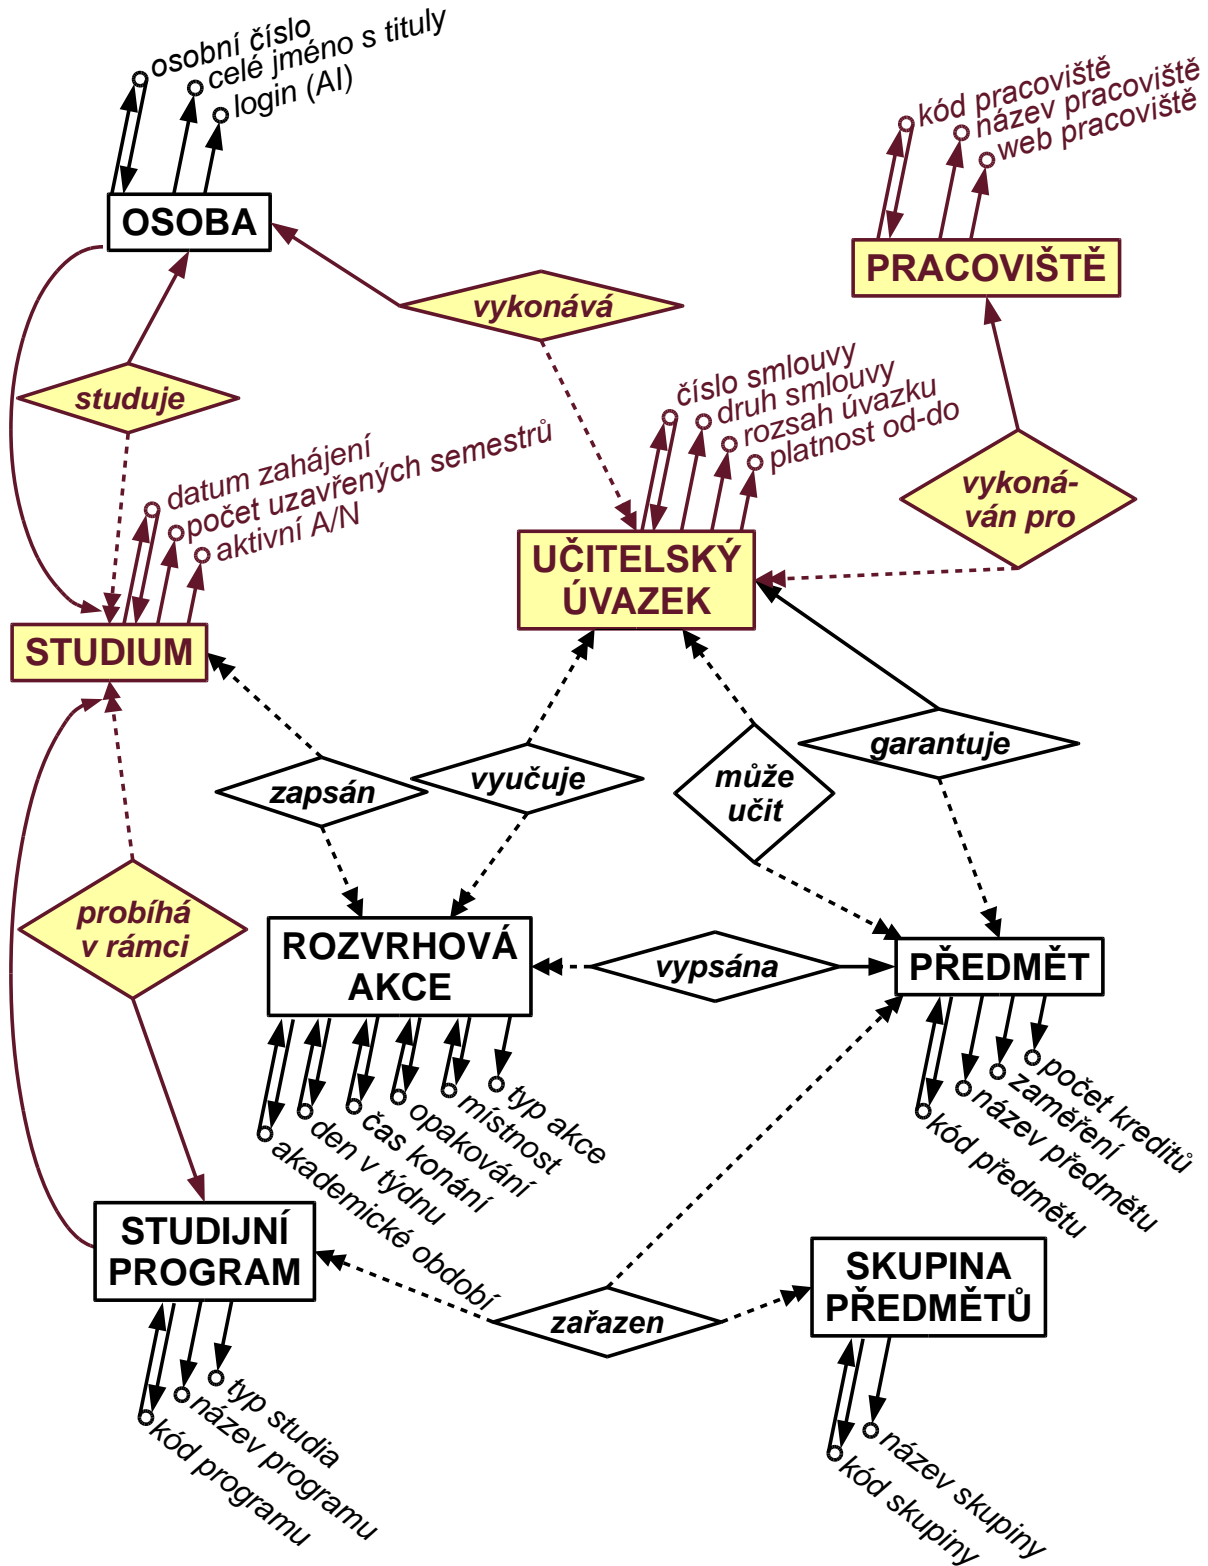 osobní číslo
celé jméno s tituly
login (AI)
OSOBA
kód pracoviště
název pracoviště
web pracoviště
PRACOVIŠTĚ
vykonává
studuje
číslo smlouvy
druh smlouvy
rozsah úvazku
platnost od-do
datum zahájení
počet uzavřených semestrů
aktivní A/N
vykoná-
ván pro
UČITELSKÝ
ÚVAZEK
STUDIUM
zapsán
vyučuje
může
učit
garantuje
probíhá
v rámci
ROZVRHOVÁ
AKCE
vypsána
PŘEDMĚT
akademické období
den v týdnu
čas konání
opakování
místnost
typ akce
kód předmětu
název předmětu
zaměření
počet kreditů
STUDIJNÍ
PROGRAM
zařazen
SKUPINA
PŘEDMĚTŮ
kód programu
název programu
typ studia
kód skupiny
název skupiny